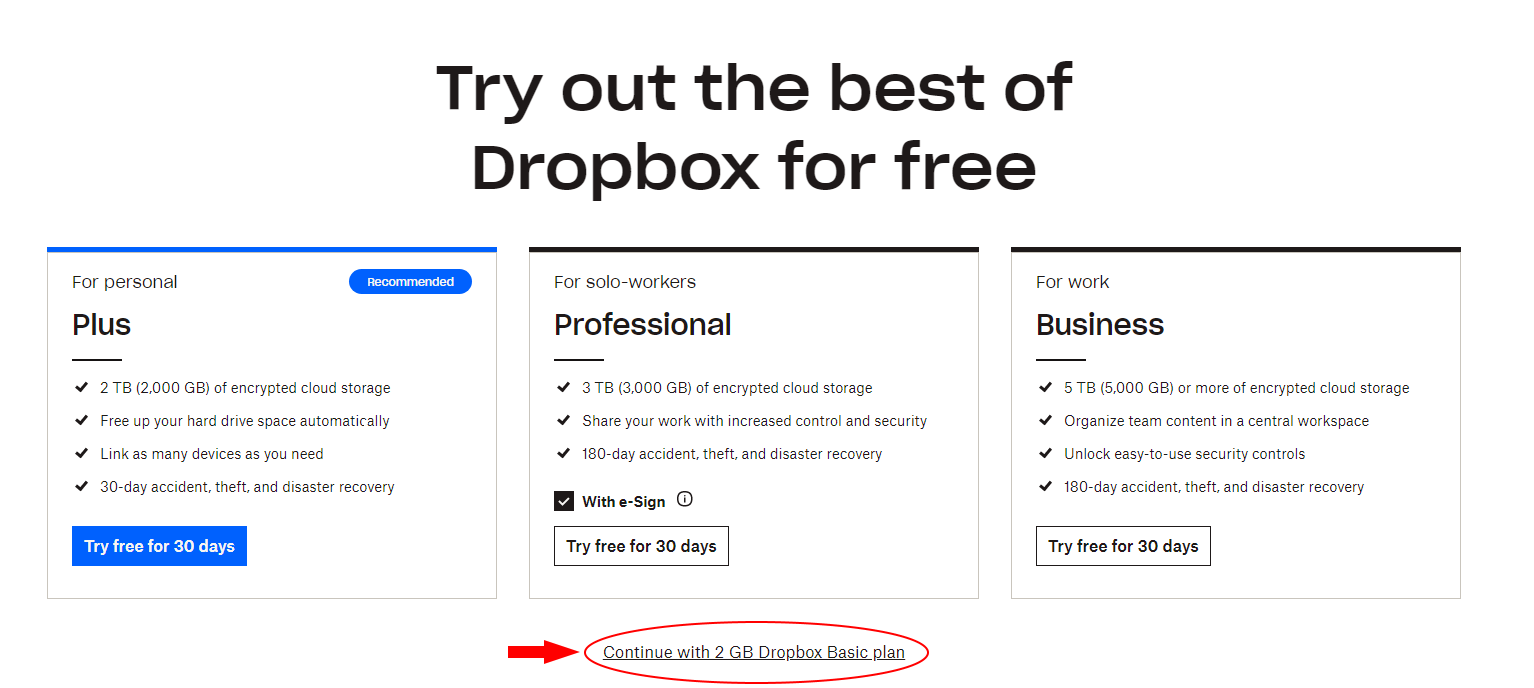 Try out the best of
Dropbox for free
For personal
Recommended
Plus
2 TB (2,000 GB) of encrypted cloud storage
Free up your hard drive space automatically
Link as many devices as you need
30-day accident, theft, and disaster recovery
Try free for 30 days
For solo-workers
Professional
3 TB (3,000 GB) of encrypted cloud storage
Share your work with increased control and security
180-day accident, theft, and disaster recovery
With e-Sign
Try free for 30 days
For work
Business
5 TB (5,000 GB) or more of encrypted cloud storage
Organize team content in a central workspace
Unlock easy-to-use security controls
180-day accident, theft, and disaster recovery
Try free for 30 days
Continue with 2 GB Dropbox Basic plan